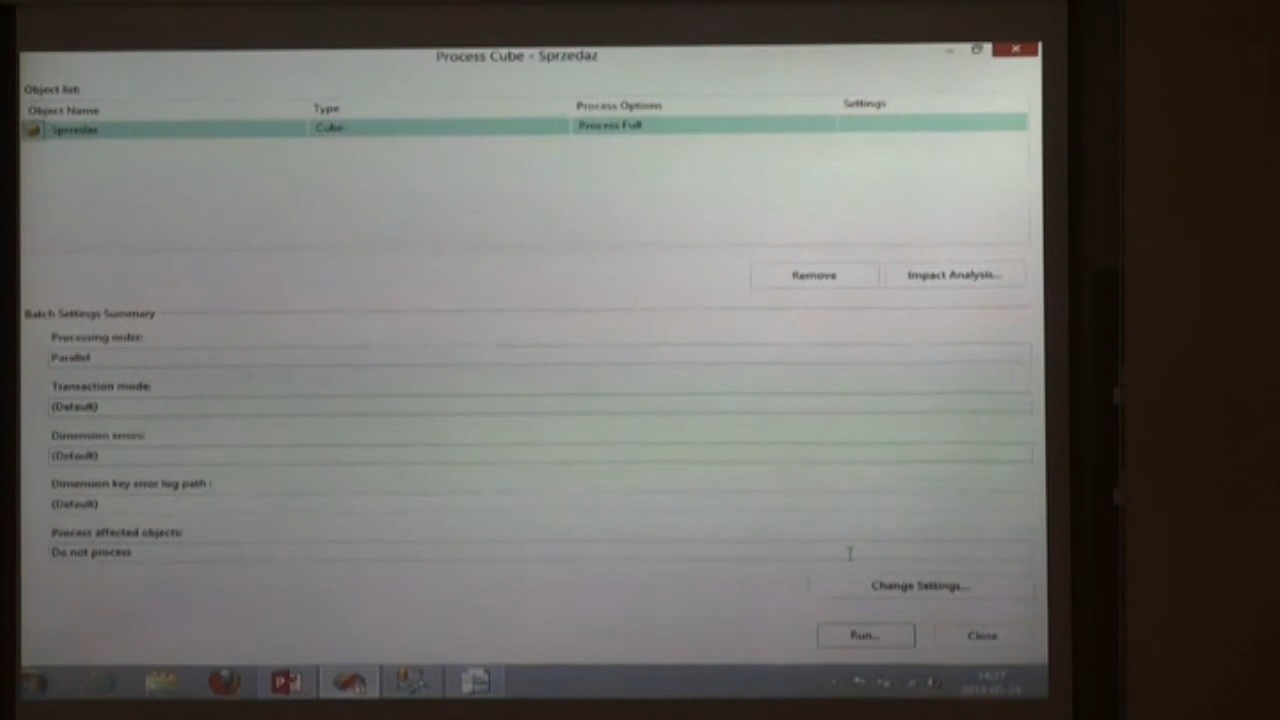 Process Cube - Sprzedaz
Object list:
Object Name Type Process Options Settings
Sprzedaz Cube Process Full
Remove Impact Analysis...
Batch Settings Summary
Processing order:
Parallel
Transaction mode:
(Default)
Dimension errors:
(Default)
Dimension key error log path :
(Default)
Process affected objects:
Do not process
Change Settings...
Run... Close
14:27